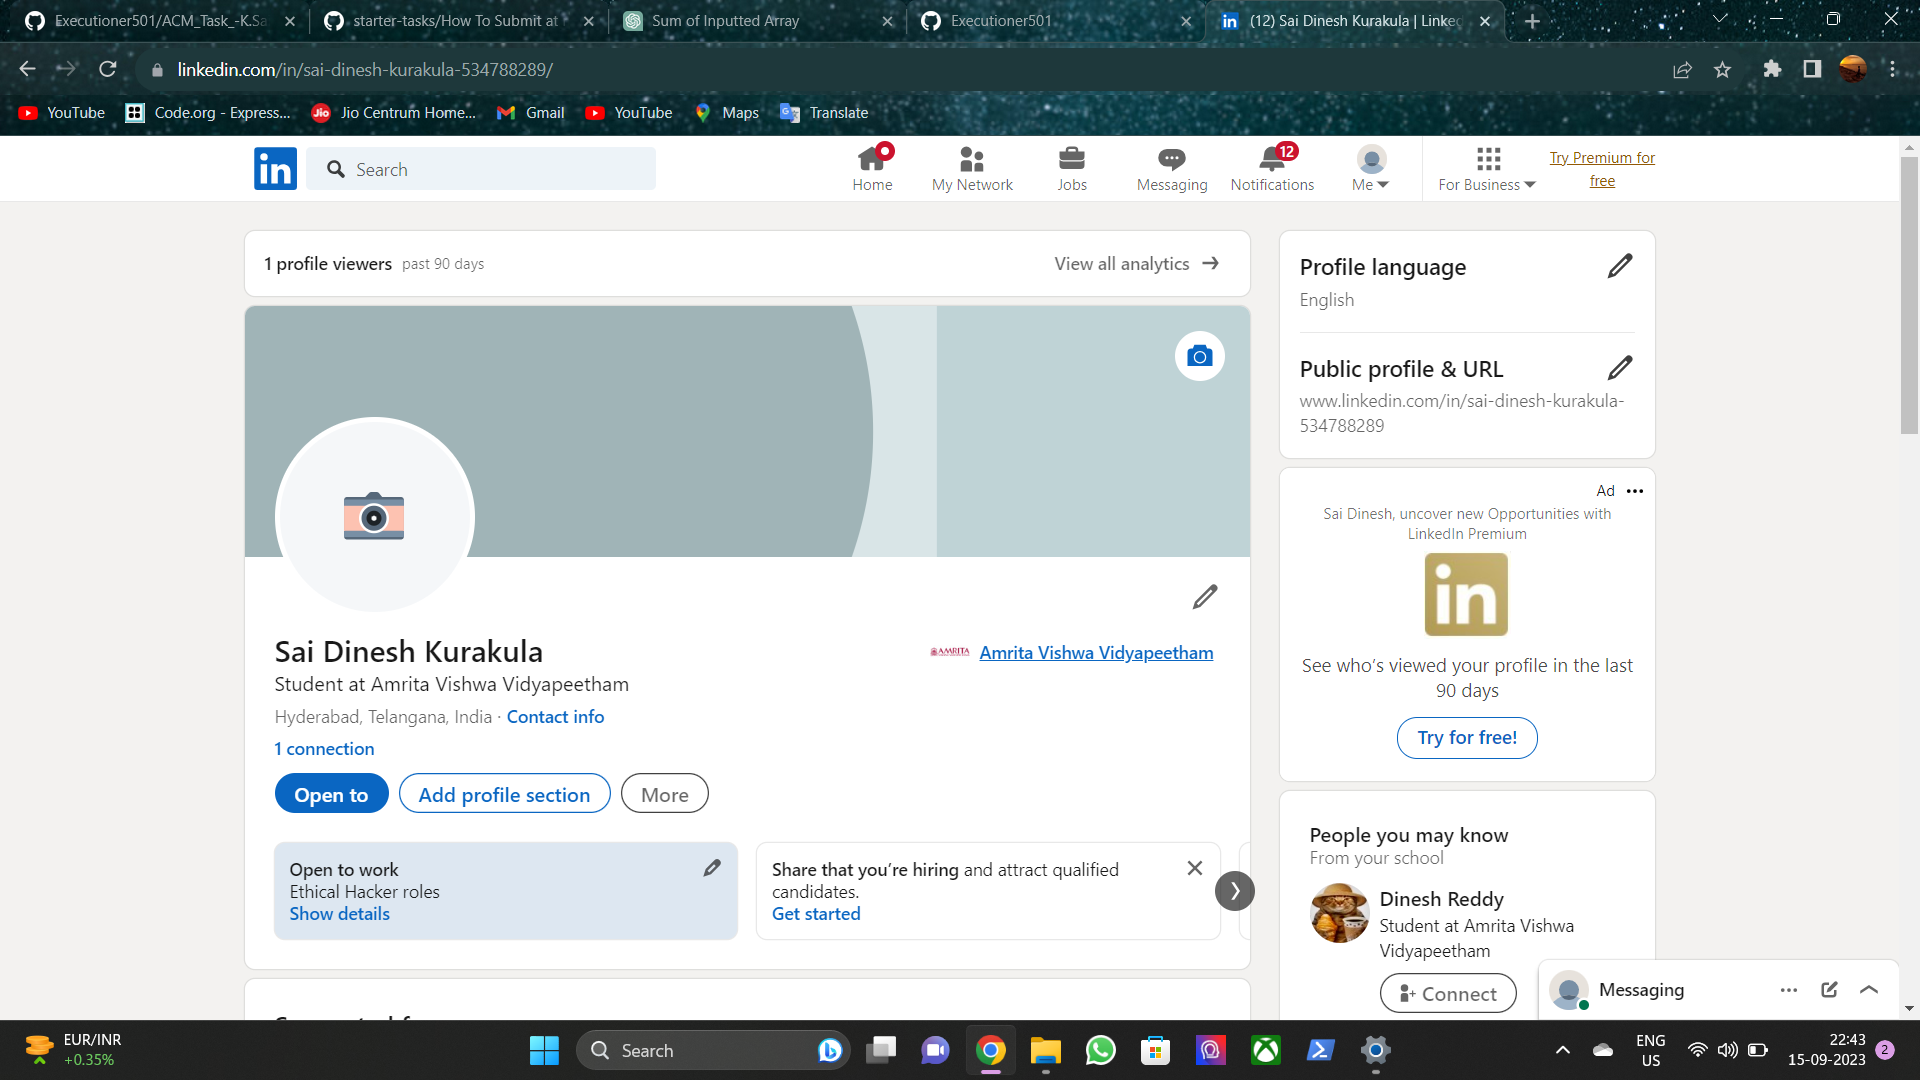 Executioner501/ACM_Task_-K.Sa
starter-tasks/How To Submit at
Sum of Inputted Array
Executioner501
(12) Sai Dinesh Kurakula | Linked
linkedin.com/in/sai-dinesh-kurakula-534788289/
YouTube
Code.org - Express...
Jio Centrum Home...
Gmail
YouTube
Maps
Translate
Search
Home
My Network
Jobs
Messaging
12
Notifications
Me
For Business
Try Premium for
free
1 profile viewers past 90 days
View all analytics
Profile language
English
Public profile & URL
www.linkedin.com/in/sai-dinesh-kurakula-
534788289
Ad
Sai Dinesh, uncover new Opportunities with
LinkedIn Premium
in
See who's viewed your profile in the last
90 days
Try for free!
Sai Dinesh Kurakula
AMRITA Amrita Vishwa Vidyapeetham
Student at Amrita Vishwa Vidyapeetham
Hyderabad, Telangana, India · Contact info
1 connection
Open to
Add profile section
More
Open to work
Ethical Hacker roles
Show details
Share that you're hiring and attract qualified
candidates.
Get started
People you may know
From your school
Dinesh Reddy
Student at Amrita Vishwa
Vidyapeetham
Connect
Messaging
EUR/INR
+0.35%
Search
ENG
US
22:43
15-09-2023
2